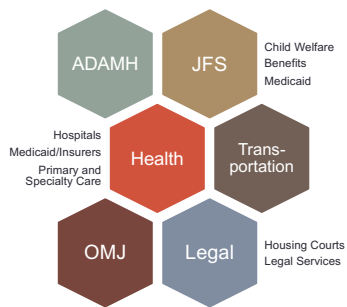 ADAMH
JFS
Child Welfare
Benefits
Medicaid
Hospitals
Medicaid/Insurers
Primary and
Specialty Care
Health
Trans-
portation
OMJ
Legal
Housing Courts
Legal Services